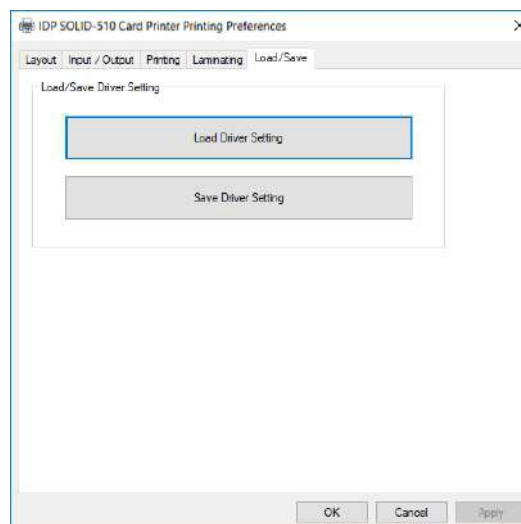 IDP SOLID-510 Card Printer Printing Preferences
Layout Input / Output Printing Laminating Load/Save
Load/Save Driver Setting
Load Driver Setting
Save Driver Setting
OK Cancel Apply